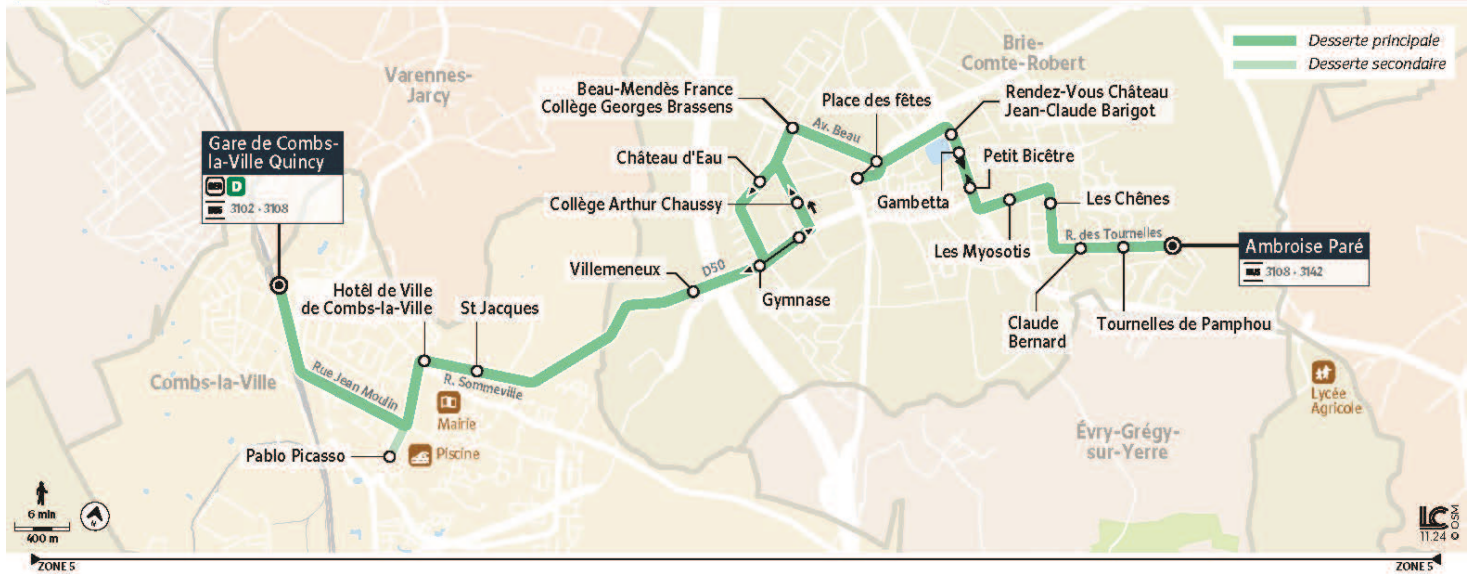 Desserte principale
Desserte secondaire
Brie-
Comte-Robert
Varennes-
Jarcy
Beau-Mendès France
Collège Georges Brassens
Place des fêtes
Rendez-Vous Château
Jean-Claude Barigot
Av. Beau
Gare de Combs-
la-Ville Quincy
RER D
BUS 3102 - 3108
Château d'Eau
Petit Bicêtre
Collège Arthur Chaussy
Gambetta
Les Chênes
R. des Tournelles
Ambroise Paré
BUS 3108 - 3142
Les Myosotis
Villemeneux
D50
Gymnase
Hotêl de Ville
de Combs-la-Ville
St Jacques
Claude
Bernard
Tournelles de Pamphou
Combs-la-Ville
Rue Jean Moulin
R. Sommeville
Mairie
Lycée
Agricole
Pablo Picasso
Piscine
Évry-Grégy-
sur-Yerre
6 min
400 m
N
LC
11.24
© OSM
ZONE 5
ZONE 5